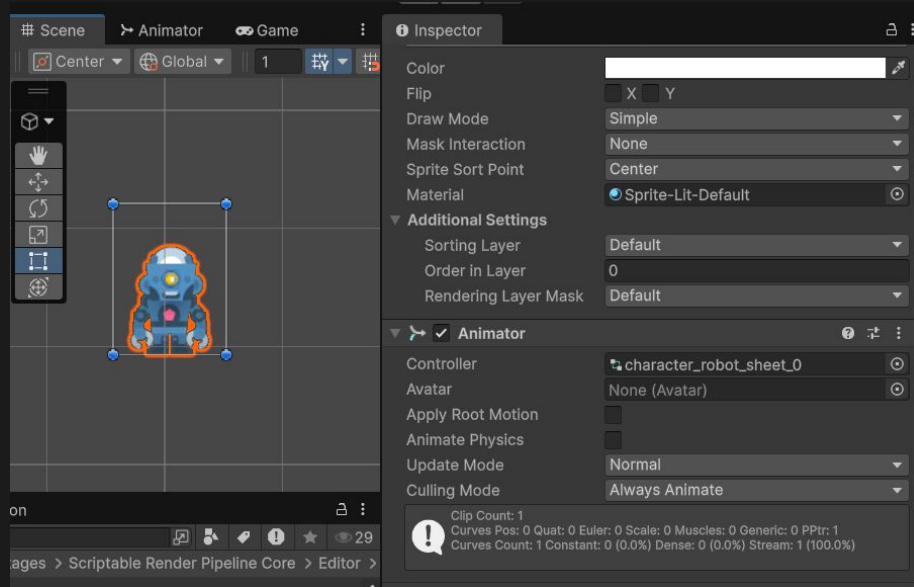 Scene Animator Game
Center Global 1
on
29
ages > Scriptable Render Pipeline Core > Editor >
Inspector
Color
Flip X Y
Draw Mode Simple
Mask Interaction None
Sprite Sort Point Center
Material Sprite-Lit-Default
Additional Settings
Sorting Layer Default
Order in Layer 0
Rendering Layer Mask Default
Animator
Controller character_robot_sheet_0
Avatar None (Avatar)
Apply Root Motion
Animate Physics
Update Mode Normal
Culling Mode Always Animate
Clip Count: 1
Curves Pos: 0 Quat: 0 Euler: 0 Scale: 0 Muscles: 0 Generic: 0 PPtr: 1
Curves Count: 1 Constant: 0 (0.0%) Dense: 0 (0.0%) Stream: 1 (100.0%)